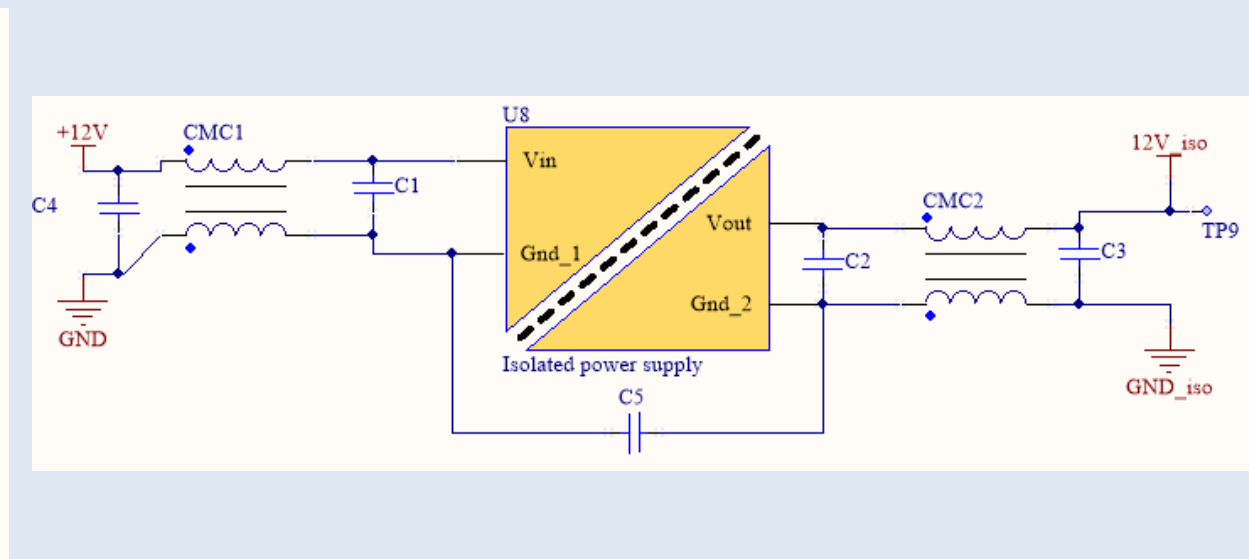 U8
+12V
CMC1
12V_iso
Vin
C1
C4
CMC2
Vout
TP9
Gnd_1
C2
C3
Gnd_2
GND
Isolated power supply
GND_iso
C5